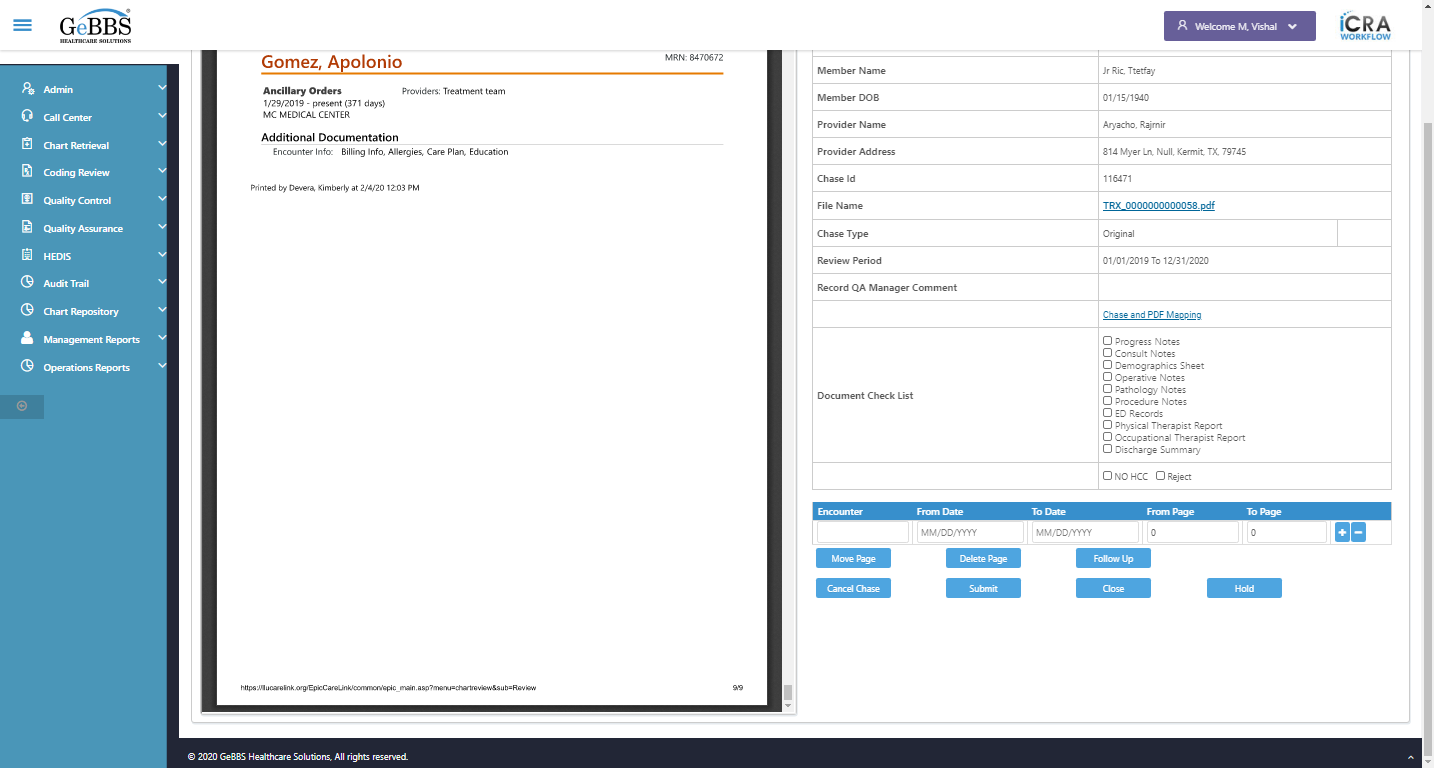 GeBBS®
HEALTHCARE SOLUTIONS
Welcome M, Vishal
iCRA
WORKFLOW
Admin
Call Center
Chart Retrieval
Coding Review
Quality Control
Quality Assurance
HEDIS
Audit Trail
Chart Repository
Management Reports
Operations Reports
Gomez, Apolonio
MRN: 8470672
Ancillary Orders Providers: Treatment team
1/29/2019 - present (371 days)
MC MEDICAL CENTER
Additional Documentation
Encounter Info: Billing Info, Allergies, Care Plan, Education
Printed by Devera, Kimberly at 2/4/20 12:03 PM
https://llucarelink.org/EpicCareLink/common/epic_main.asp?menu=chartreview&sub=Review 9/9
Member Name Jr Ric, Ttetfay
Member DOB 01/15/1940
Provider Name Aryacho, Rajrnir
Provider Address 814 Myer Ln, Null, Kermit, TX, 79745
Chase Id 116471
File Name TRX_0000000000058.pdf
Chase Type Original
Review Period 01/01/2019 To 12/31/2020
Record QA Manager Comment
Chase and PDF Mapping
Document Check List
Progress Notes
Consult Notes
Demographics Sheet
Operative Notes
Pathology Notes
Procedure Notes
ED Records
Physical Therapist Report
Occupational Therapist Report
Discharge Summary
NO HCC Reject
Encounter From Date To Date From Page To Page
MM/DD/YYYY MM/DD/YYYY 0 0
Move Page Delete Page Follow Up
Cancel Chase Submit Close Hold
© 2020 GeBBS Healthcare Solutions, All rights reserved.